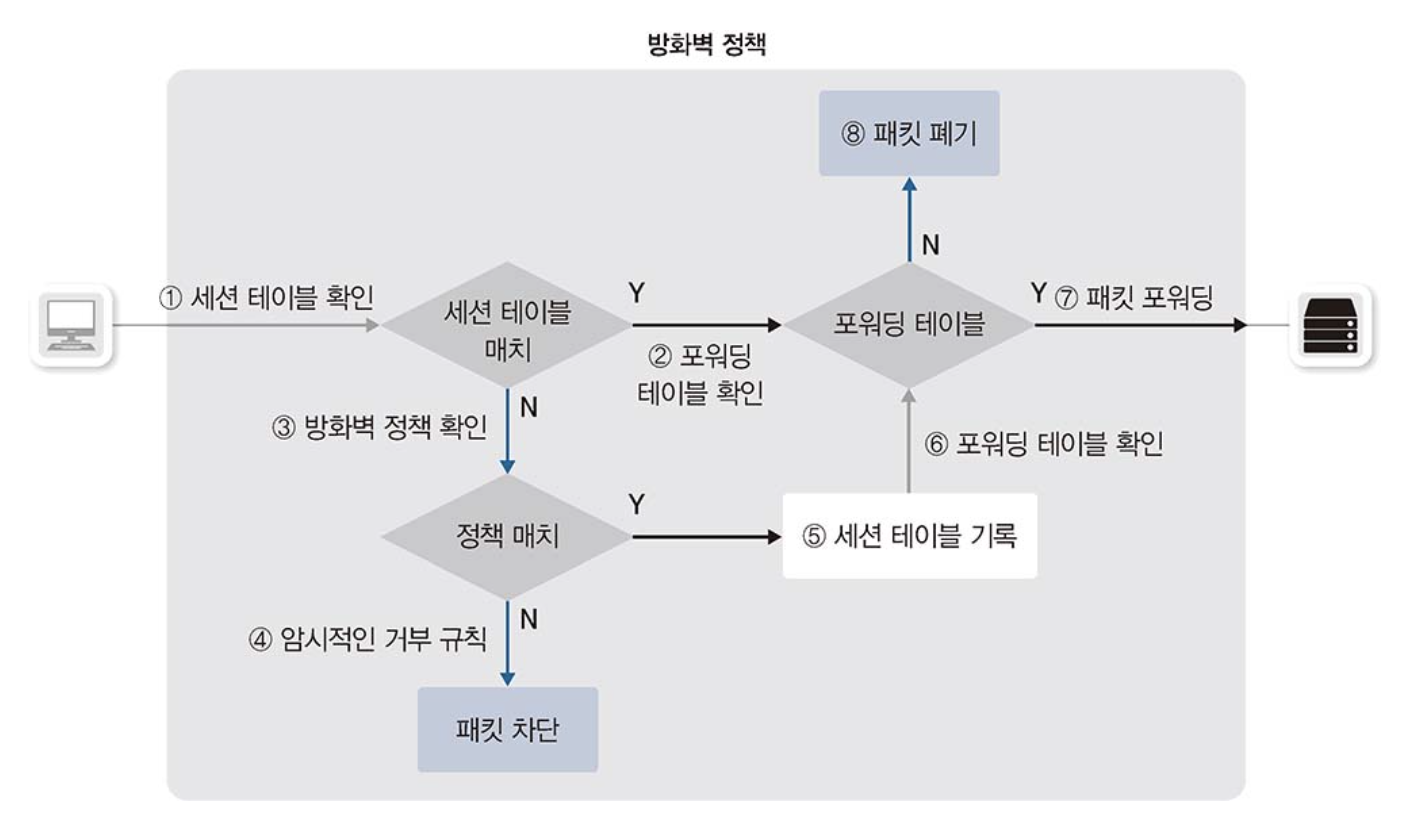 방화벽 정책
⑧ 패킷 폐기
N
① 세션 테이블 확인
세션 테이블
매치
Y
② 포워딩
테이블 확인
포워딩 테이블
Y ⑦ 패킷 포워딩
N
③ 방화벽 정책 확인
⑥ 포워딩 테이블 확인
정책 매치
Y
⑤ 세션 테이블 기록
N
④ 암시적인 거부 규칙
패킷 차단